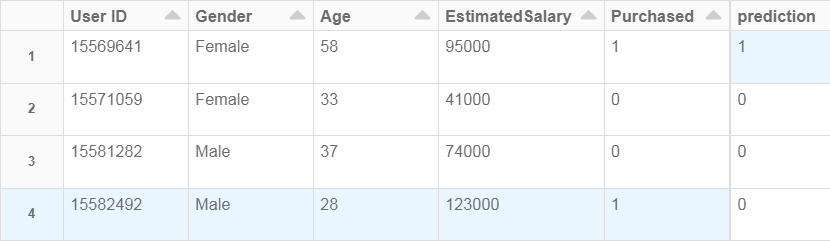 User ID Gender Age EstimatedSalary Purchased prediction
1 15569641 Female 58 95000 1 1
2 15571059 Female 33 41000 0 0
3 15581282 Male 37 74000 0 0
4 15582492 Male 28 123000 1 0